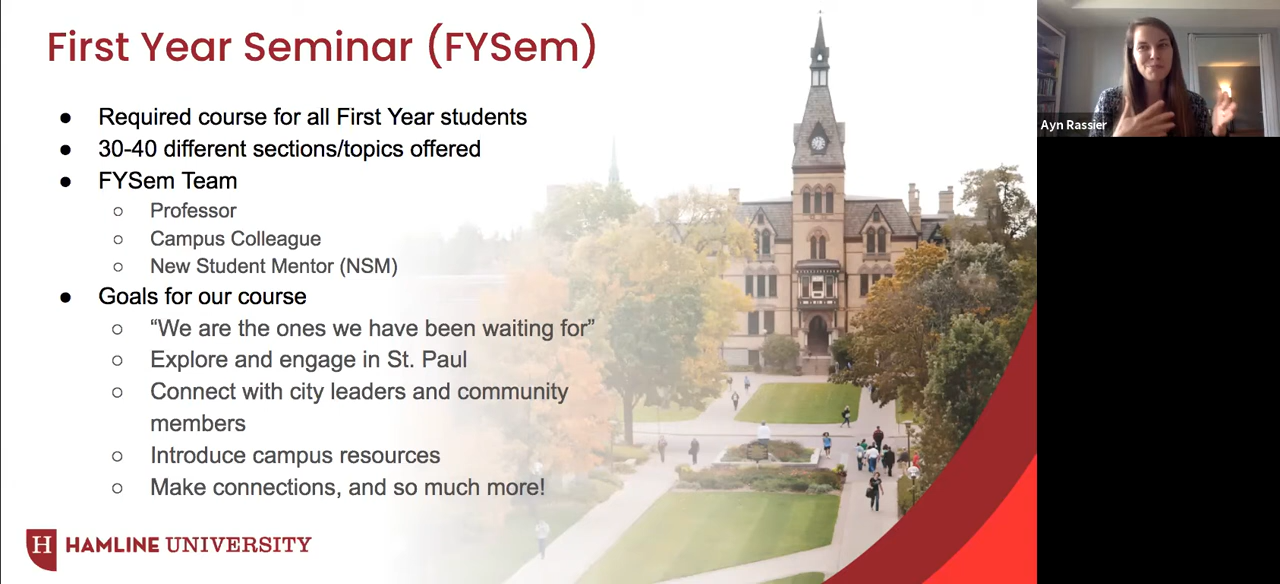 First Year Seminar (FYSem)
● Required course for all First Year students
● 30-40 different sections/topics offered
● FYSem Team
○ Professor
○ Campus Colleague
○ New Student Mentor (NSM)
● Goals for our course
○ “We are the ones we have been waiting for”
○ Explore and engage in St. Paul
○ Connect with city leaders and community
members
○ Introduce campus resources
○ Make connections, and so much more!
H HAMLINE UNIVERSITY
Ayn Rassier